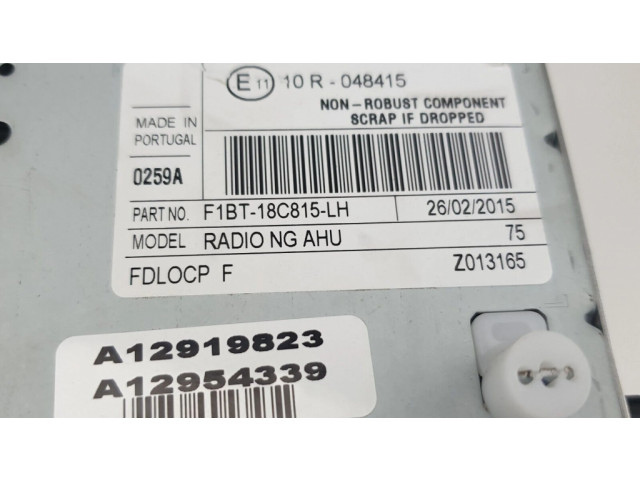 E 11 10 R - 048415
NON - ROBUST COMPONENT
SCRAP IF DROPPED
MADE IN
PORTUGAL
0259A
PART NO. F1BT-18C815-LH 26/02/2015
MODEL RADIO NG AHU 75
FDLOCP F Z013165
A12919823
A12954339